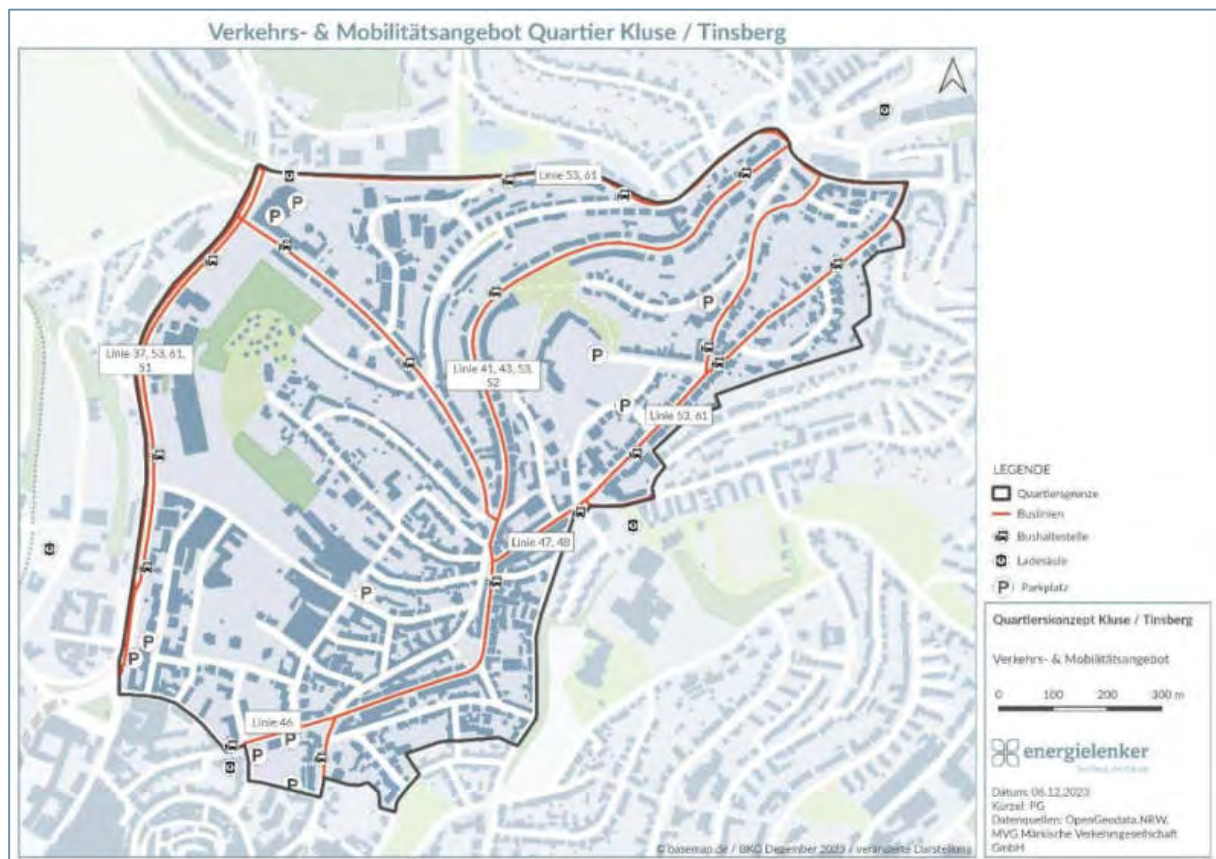 Verkehrs- & Mobilitätsangebot Quartier Kluse / Tinsberg
Linie 53, 61
Linie 37, 53, 61,
51
Linie 41, 43, 53,
52
Linie 53, 61
Linie 47, 48
Linie 46
P
P
P
P
P
P
P
P
P
P
P
LEGENDE
Quartiersgrenze
Buslinien
Bushaltestelle
Ladesäule
P Parkplatz
Quartierskonzept Kluse / Tinsberg
Verkehrs- & Mobilitätsangebot
0 100 200 300 m
energielenker
Datum: 06.12.2023
Kürzel: PG
Datenquellen: OpenGeodata.NRW,
MVG Märkische Verkehrsgesellschaft
GmbH
© basemap.de / BKG Dezember 2023 / veränderte Darstellung